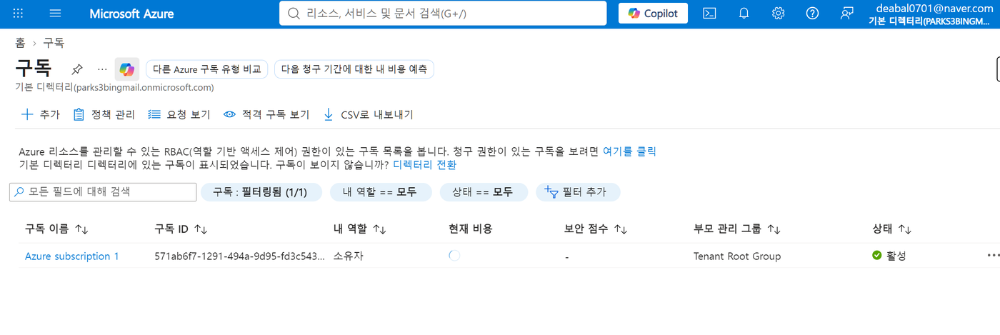 Microsoft Azure
리소스, 서비스 및 문서 검색(G+/)
Copilot
deabal0701@naver.com
기본 디렉터리(PARKS3BINGM...
홈 > 구독
구독
다른 Azure 구독 유형 비교
다음 청구 기간에 대한 내 비용 예측
기본 디렉터리(parks3bingmail.onmicrosoft.com)
추가 정책 관리 요청 보기 적격 구독 보기 CSV로 내보내기
Azure 리소스를 관리할 수 있는 RBAC(역할 기반 액세스 제어) 권한이 있는 구독 목록을 봅니다. 청구 권한이 있는 구독을 보려면 여기를 클릭
기본 디렉터리 디렉터리에 있는 구독이 표시되었습니다. 구독이 보이지 않습니까? 디렉터리 전환
모든 필드에 대해 검색 구독 : 필터링됨 (1/1) 내 역할 == 모두 상태 == 모두 필터 추가
구독 이름 구독 ID 내 역할 현재 비용 보안 점수 부모 관리 그룹 상태
Azure subscription 1 571ab6f7-1291-494a-9d95-fd3c543... 소유자 - Tenant Root Group 활성